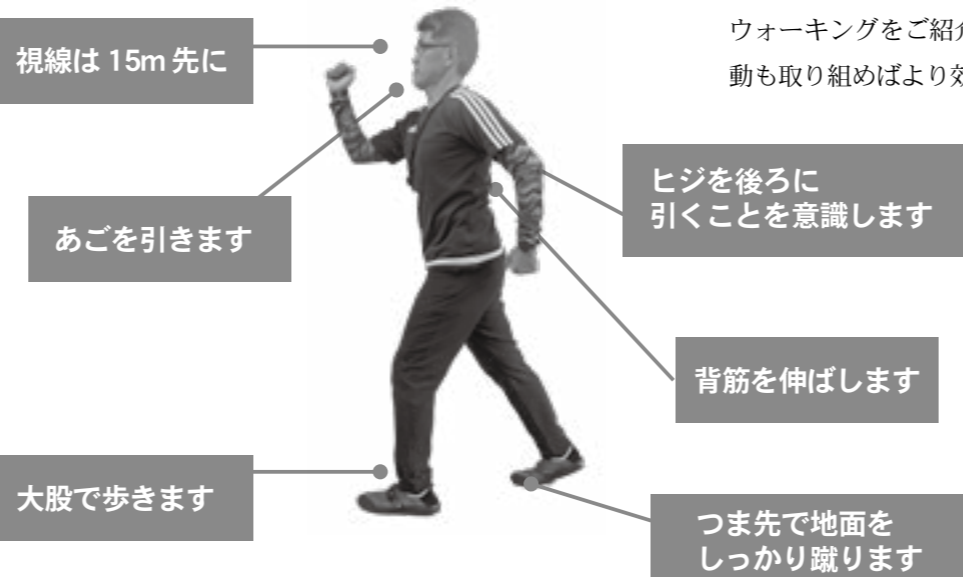 ウォーキングをご紹
動も取り組めばより
視線は 15m 先に
あごを引きます
ヒジを後ろに
引くことを意識します
背筋を伸ばします
大股で歩きます
つま先で地面を
しっかり蹴ります